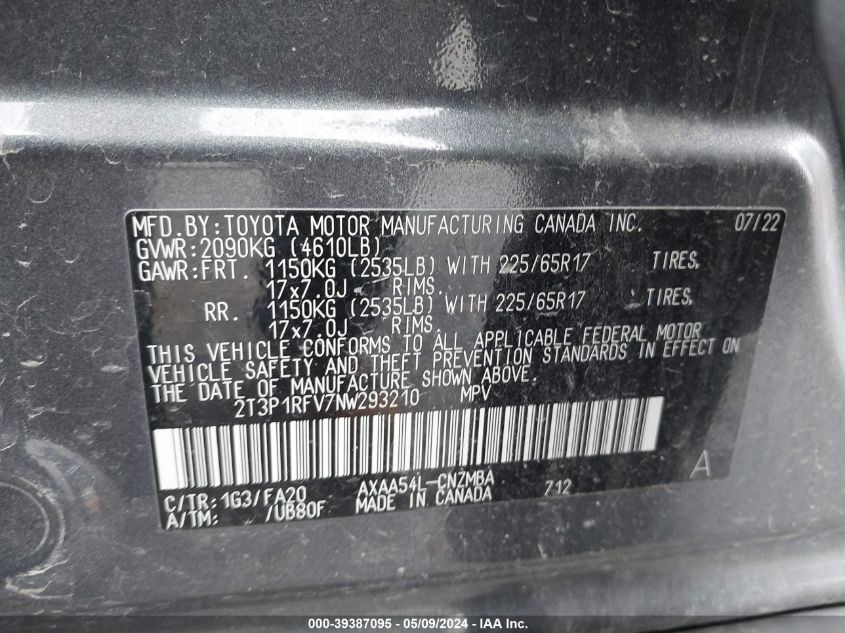 MFD.BY:TOYOTA MOTOR MANUFACTURING CANADA INC. 07/22
GVWR:2090KG (4610LB)
GAWR:FRT. 1150KG (2535LB) WITH 225/65R17 TIRES,
17x7.0J RIMS.
RR. 1150KG (2535LB) WITH 225/65R17 TIRES,
17x7.0J RIMS.
THIS VEHICLE CONFORMS TO ALL APPLICABLE FEDERAL MOTOR
VEHICLE SAFETY AND THEFT PREVENTION STANDARDS IN EFFECT ON
THE DATE OF MANUFACTURE SHOWN ABOVE.
2T3P1RFV7NW293210 MPV
C/TR: 1G3/FA20 AXAA54L-CNZMBA 712 A
A/TM: /UB80F MADE IN CANADA
000-39387095 - 05/09/2024 - IAA Inc.